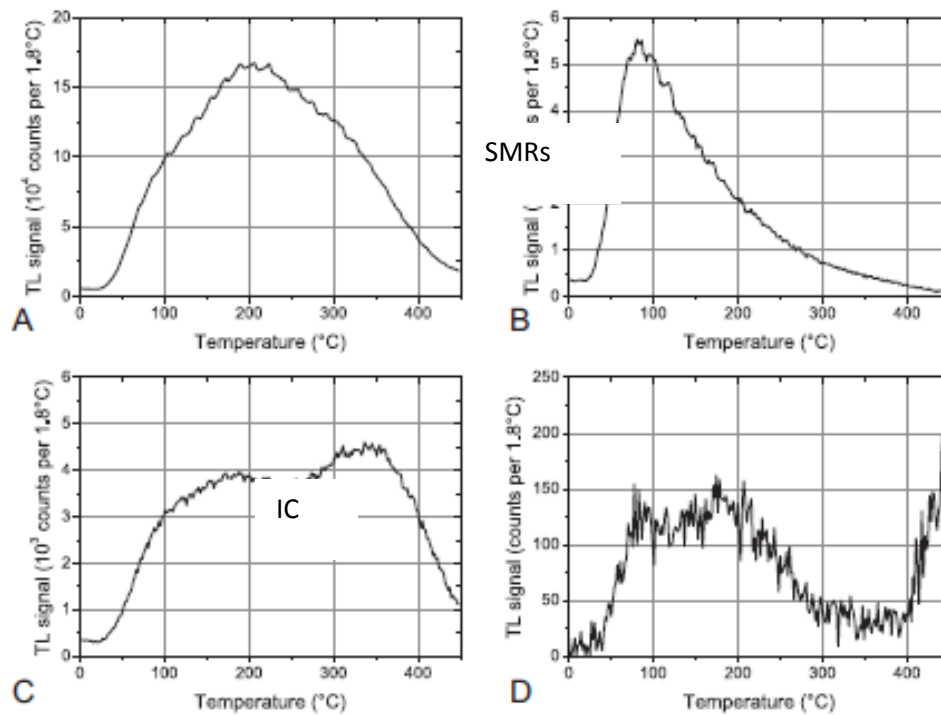 TL signal (10⁴ counts per 1.8°C)
20
15
10
5
0
0 100 200 300 400
Temperature (°C)
A
s per 1.8°C)
TL signal (
6
5
4
2
1
0
0 100 200 300 400
Temperature (°C)
B
SMRs
TL signal (10³ counts per 1.8°C)
6
5
4
3
2
1
0
0 100 200 300 400
Temperature (°C)
C
IC
TL signal (counts per 1.8°C)
250
200
150
100
50
0
0 100 200 300 400
Temperature (°C)
D